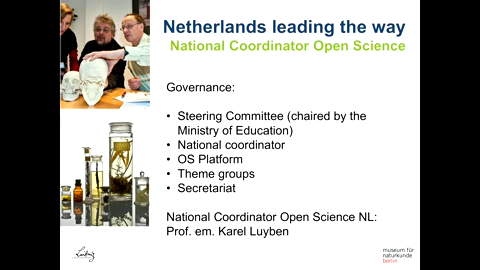 Netherlands leading the way
National Coordinator Open Science
Governance:
• Steering Committee (chaired by the
Ministry of Education)
• National coordinator
• OS Platform
• Theme groups
• Secretariat
National Coordinator Open Science NL:
Prof. em. Karel Luyben
museum für
naturkunde
berlin